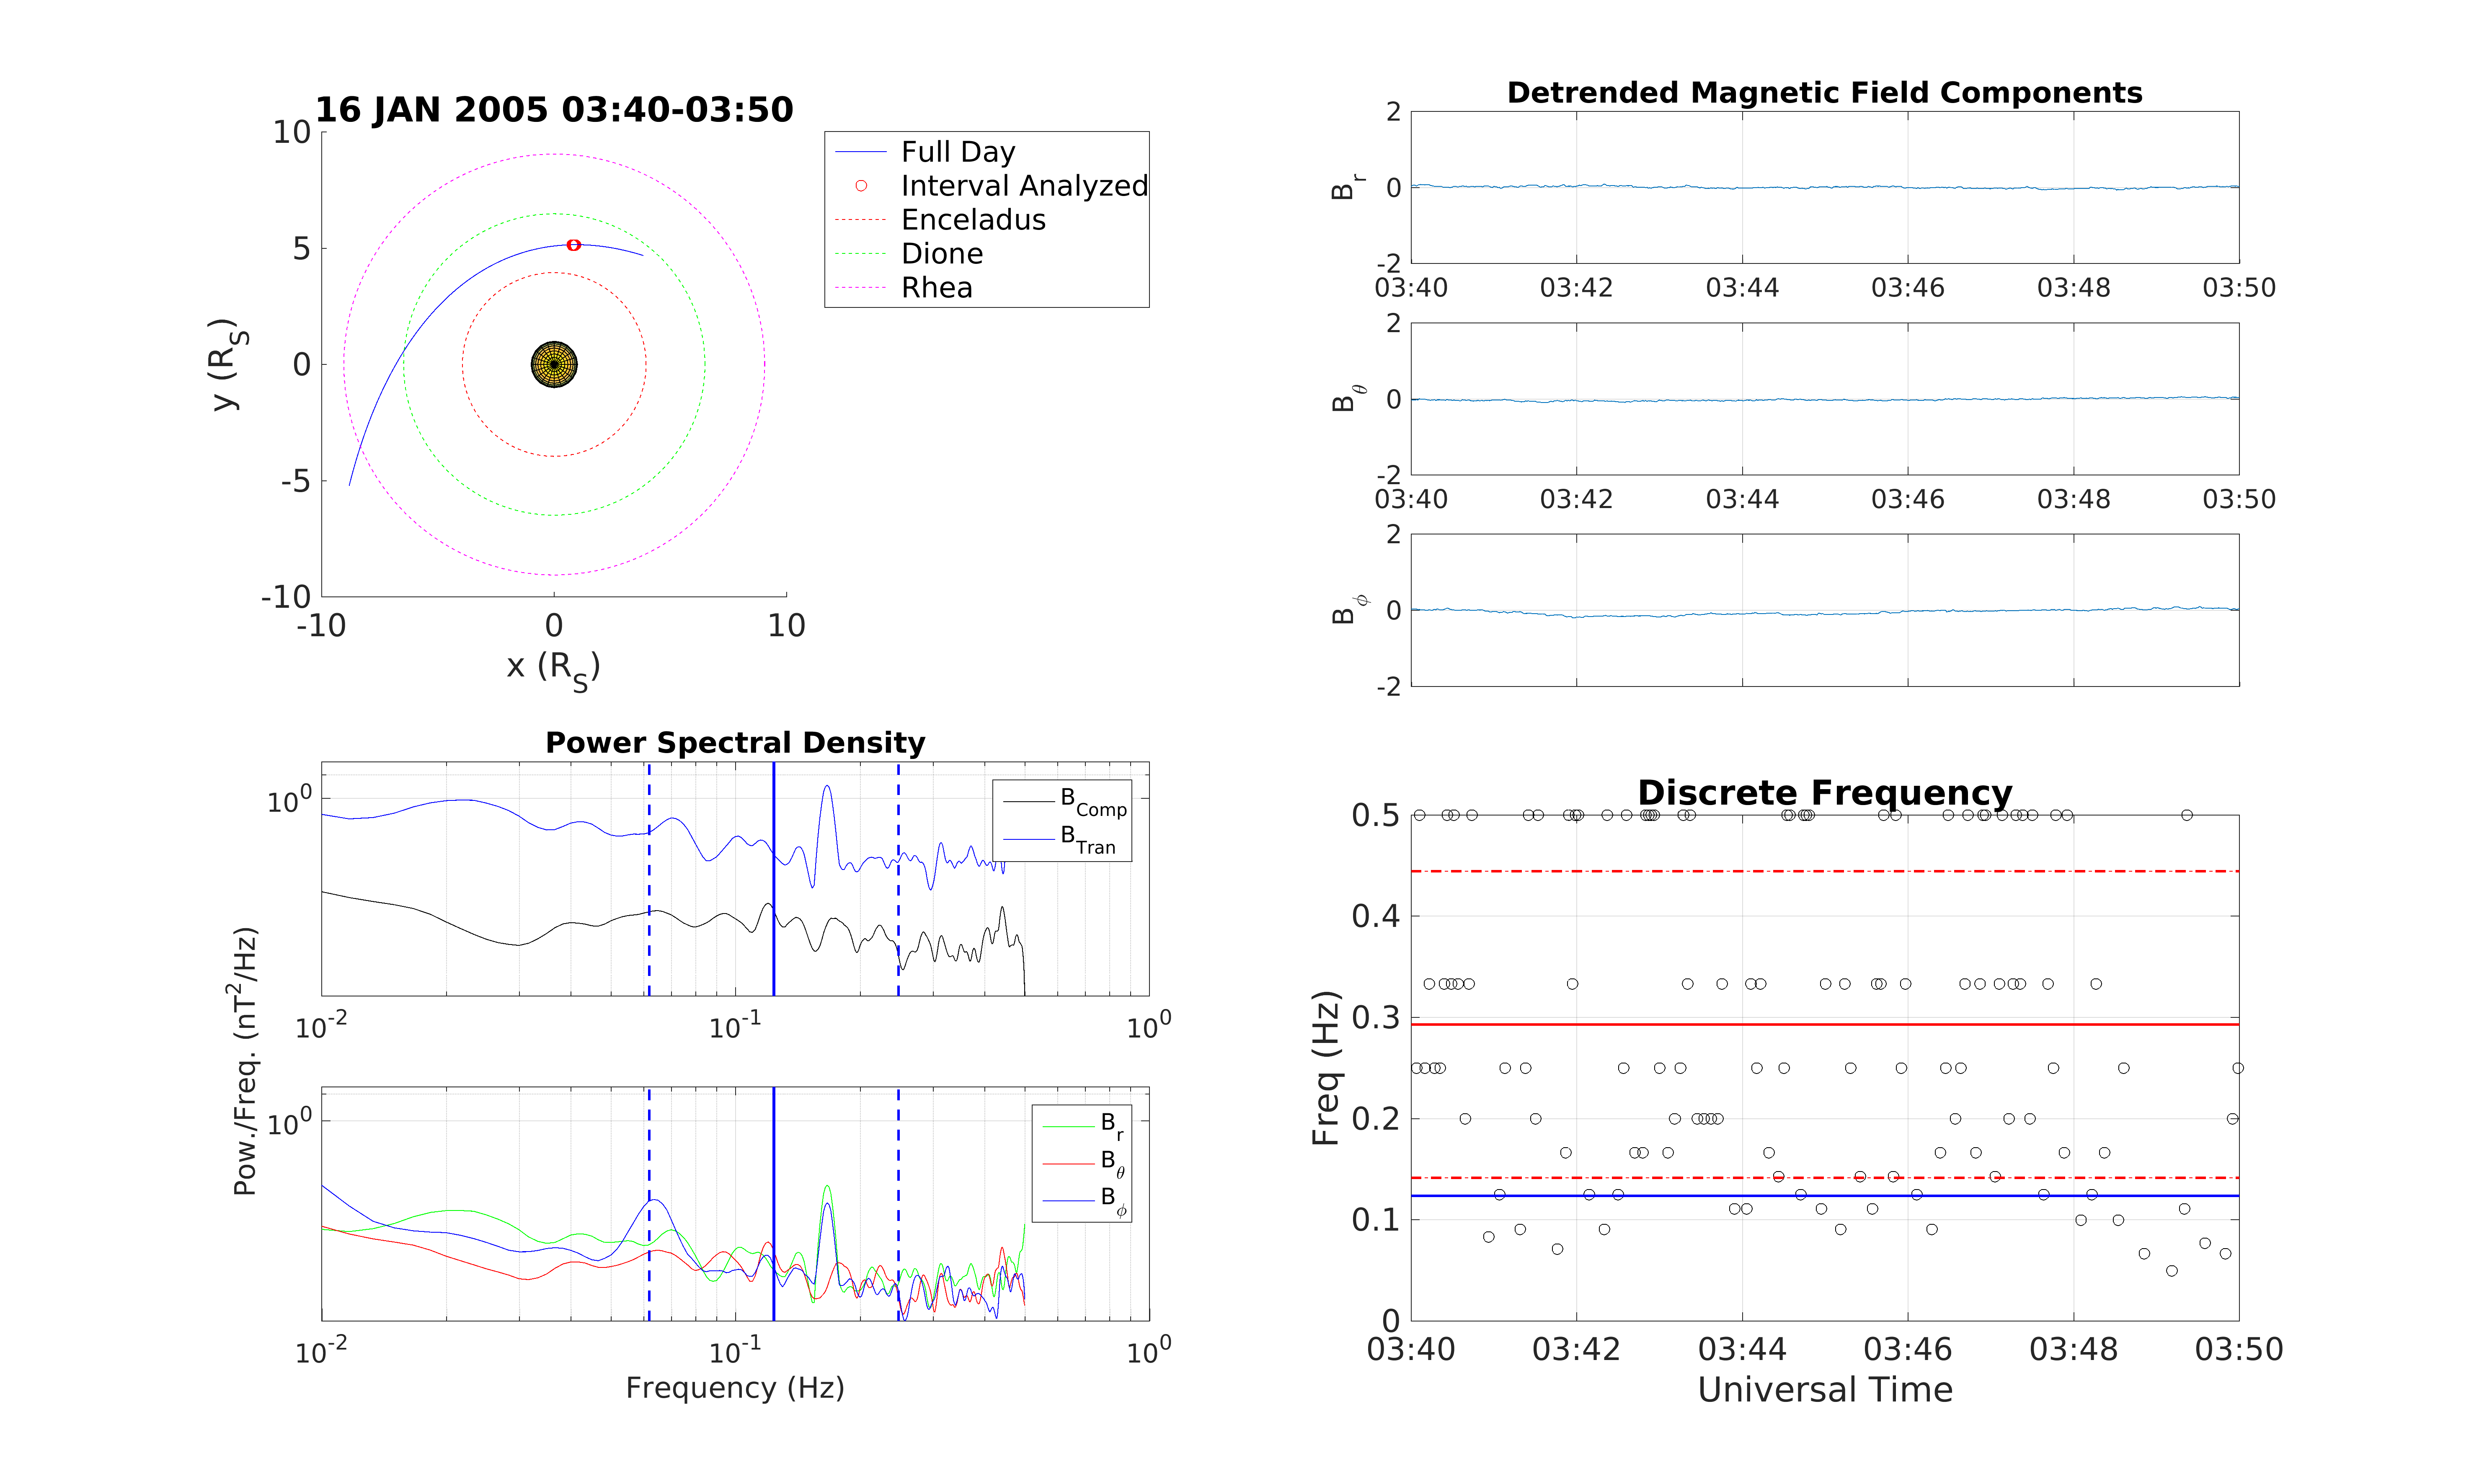 16 JAN 2005 03:40-03:50
10
5
0
-5
-10
-10
0
10
y (R_S)
x (R_S)
Full Day
Interval Analyzed
Enceladus
Dione
Rhea
Detrended Magnetic Field Components
2
0
-2
B_r
03:40
03:42
03:44
03:46
03:48
03:50
2
0
-2
B_θ
03:40
03:42
03:44
03:46
03:48
03:50
2
0
-2
B_ϕ
Power Spectral Density
10^0
B_Comp
B_Tran
10^-2
10^-1
10^0
Pow./Freq. (nT^2/Hz)
10^0
B_r
B_θ
B_ϕ
10^-2
10^-1
10^0
Frequency (Hz)
Discrete Frequency
0.5
0.4
0.3
0.2
0.1
0
Freq (Hz)
03:40
03:42
03:44
03:46
03:48
03:50
Universal Time